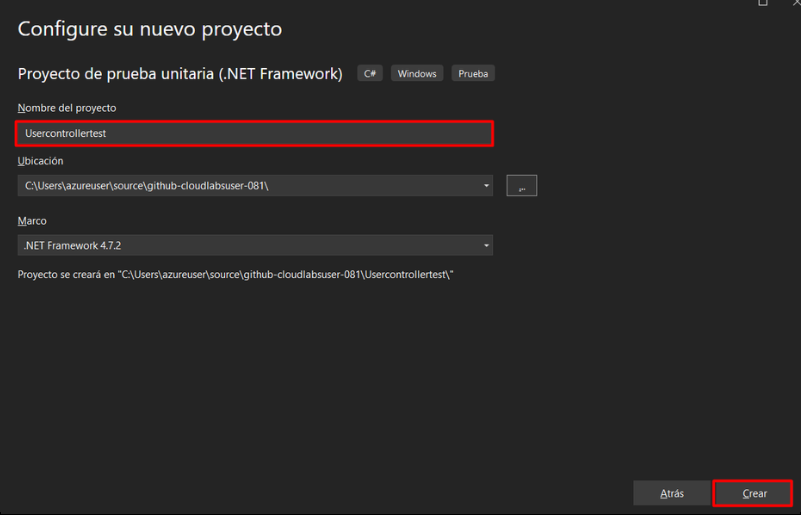 Configure su nuevo proyecto
Proyecto de prueba unitaria (.NET Framework) C# Windows Prueba
Nombre del proyecto
Usercontrollertest
Ubicación
C:\Users\azureuser\source\github-cloudlabsuser-081\
...
Marco
.NET Framework 4.7.2
Proyecto se creará en "C:\Users\azureuser\source\github-cloudlabsuser-081\Usercontrollertest\"
Atrás Crear